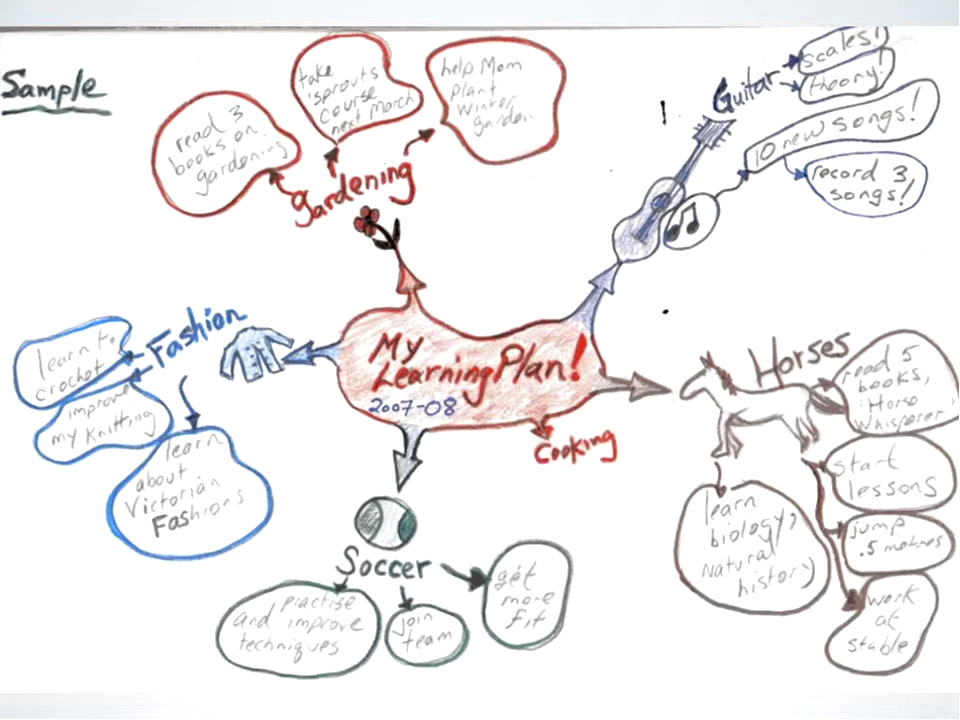 Sample
take
sprouts
course
next March
help Mom
plant
Winter
garden
read 3
books on
gardening
gardening
Guitar
scales!
theory!
10 new songs!
record 3
songs!
My
Learning Plan!
2007-08
Fashion
learn to
crochet
improve
my knitting
learn
about
Victorian
Fashions
Cooking
Horses
read 5
books,
Horse
Whisperer
start
lessons
jump
.5 metres
work
at
stable
learn
biology,
natural
history
Soccer
practise
and improve
techniques
join
team
get
more
fit